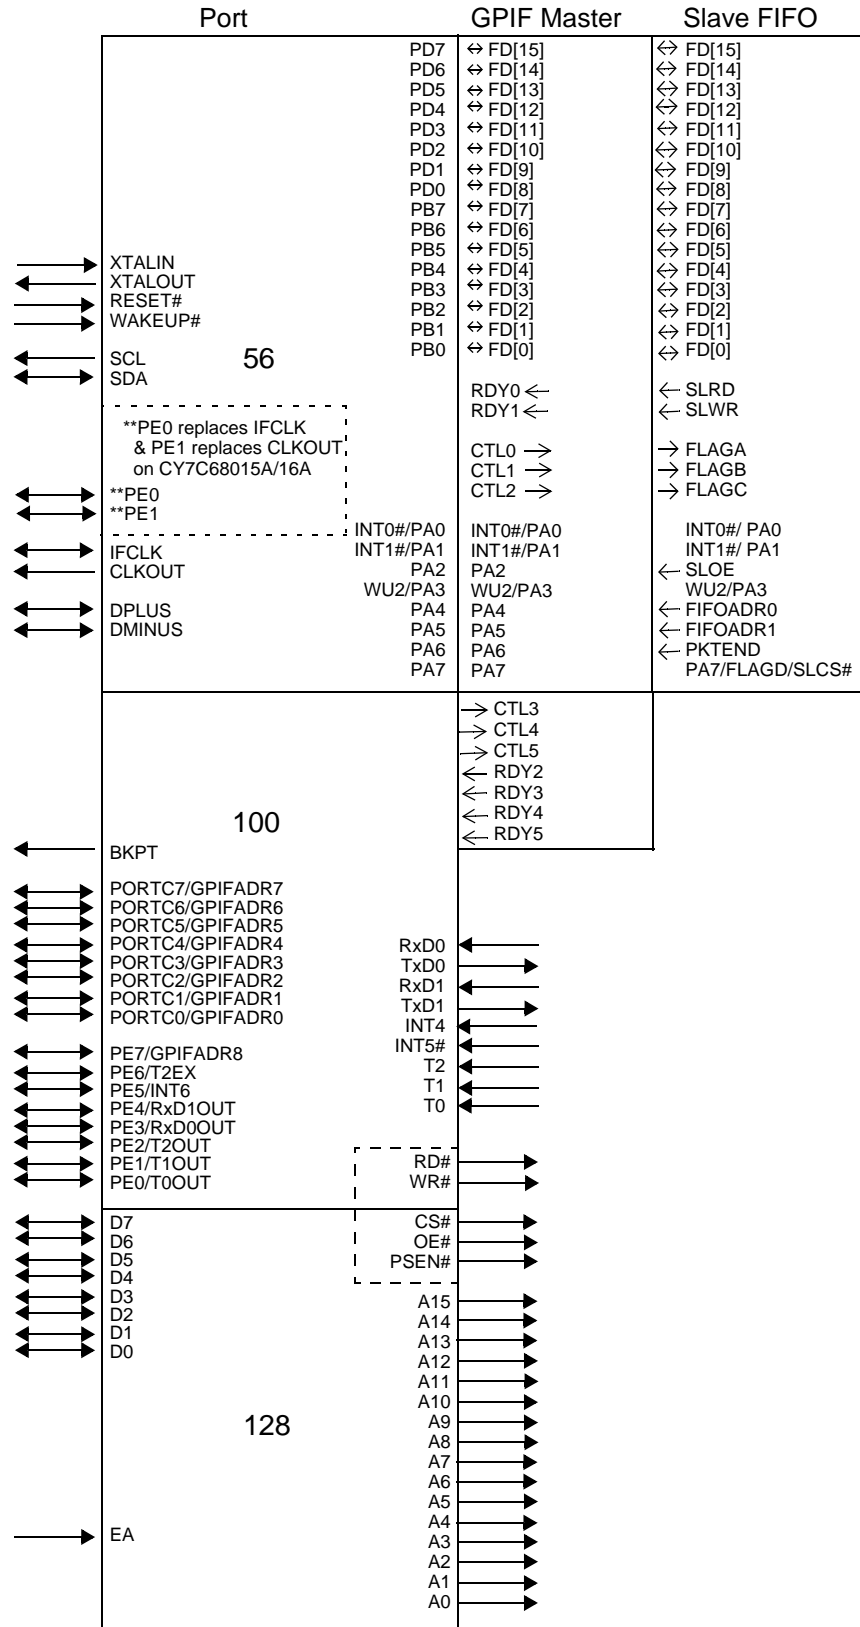 Port GPIF Master Slave FIFO
PD7 FD[15] FD[15]
PD6 FD[14] FD[14]
PD5 FD[13] FD[13]
PD4 FD[12] FD[12]
PD3 FD[11] FD[11]
PD2 FD[10] FD[10]
PD1 FD[9] FD[9]
PD0 FD[8] FD[8]
PB7 FD[7] FD[7]
PB6 FD[6] FD[6]
PB5 FD[5] FD[5]
XTALIN PB4 FD[4] FD[4]
XTALOUT PB3 FD[3] FD[3]
RESET# PB2 FD[2] FD[2]
WAKEUP# PB1 FD[1] FD[1]
PB0 FD[0] FD[0]
SCL 56
SDA
RDY0 SLRD
RDY1 SLWR
**PE0 replaces IFCLK
& PE1 replaces CLKOUT CTL0 FLAGA
on CY7C68015A/16A CTL1 FLAGB
**PE0 CTL2 FLAGC
**PE1
INT0#/PA0 INT0#/PA0 INT0#/ PA0
IFCLK INT1#/PA1 INT1#/PA1 INT1#/ PA1
CLKOUT PA2 PA2 SLOE
WU2/PA3 WU2/PA3 WU2/PA3
DPLUS PA4 PA4 FIFOADR0
DMINUS PA5 PA5 FIFOADR1
PA6 PA6 PKTEND
PA7 PA7 PA7/FLAGD/SLCS#
CTL3
CTL4
CTL5
RDY2
RDY3
100 RDY4
RDY5
BKPT
PORTC7/GPIFADR7
PORTC6/GPIFADR6
PORTC5/GPIFADR5
PORTC4/GPIFADR4 RxD0
PORTC3/GPIFADR3 TxD0
PORTC2/GPIFADR2 RxD1
PORTC1/GPIFADR1 TxD1
PORTC0/GPIFADR0 INT4
INT5#
PE7/GPIFADR8 T2
PE6/T2EX T1
PE5/INT6 T0
PE4/RxD1OUT
PE3/RxD0OUT
PE2/T2OUT
PE1/T1OUT RD#
PE0/T0OUT WR#
D7 CS#
D6 OE#
D5 PSEN#
D4
D3 A15
D2 A14
D1 A13
D0 A12
A11
A10
128 A9
A8
A7
A6
A5
A4
EA A3
A2
A1
A0